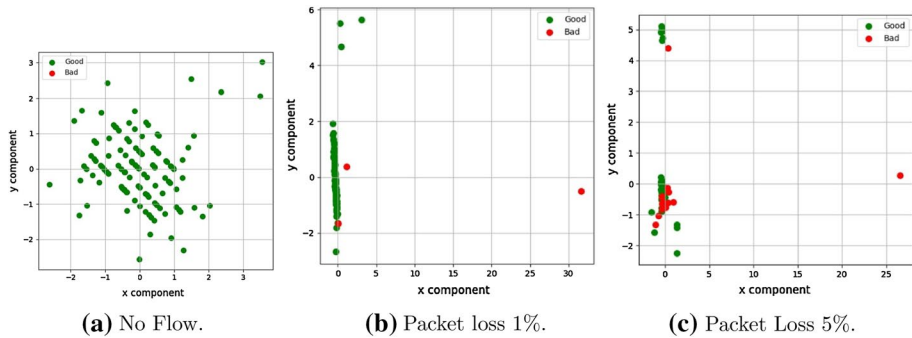 Good
Bad
3
2
1
0
−1
−2
−2
−1
0
1
2
3
y component
x component
(a) No Flow.
Good
Bad
6
4
2
0
−2
0
5
10
15
20
25
30
y component
x component
(b) Packet loss 1%.
Good
Bad
5
4
3
2
1
0
−1
−2
0
5
10
15
20
25
y component
x component
(c) Packet Loss 5%.